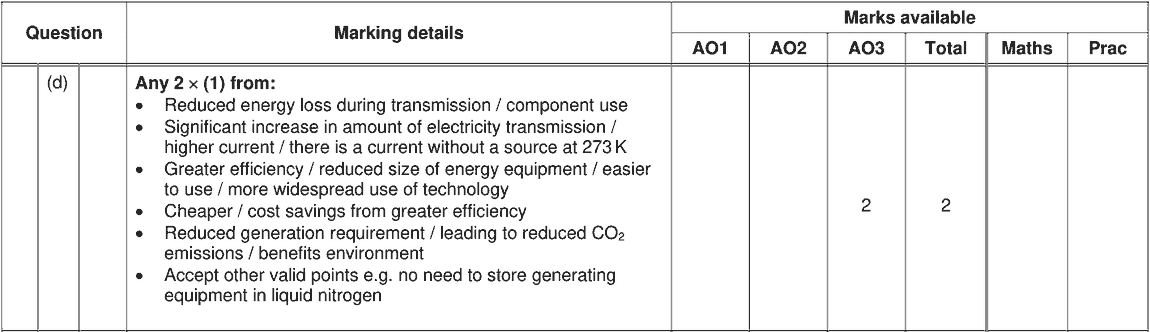 Question
Marking details
Marks available
AO1 AO2 AO3 Total Maths Prac
(d)
Any 2 × (1) from:
• Reduced energy loss during transmission / component use
• Significant increase in amount of electricity transmission /
higher current / there is a current without a source at 273 K
• Greater efficiency / reduced size of energy equipment / easier
to use / more widespread use of technology
• Cheaper / cost savings from greater efficiency
• Reduced generation requirement / leading to reduced CO₂
emissions / benefits environment
• Accept other valid points e.g. no need to store generating
equipment in liquid nitrogen
2 2